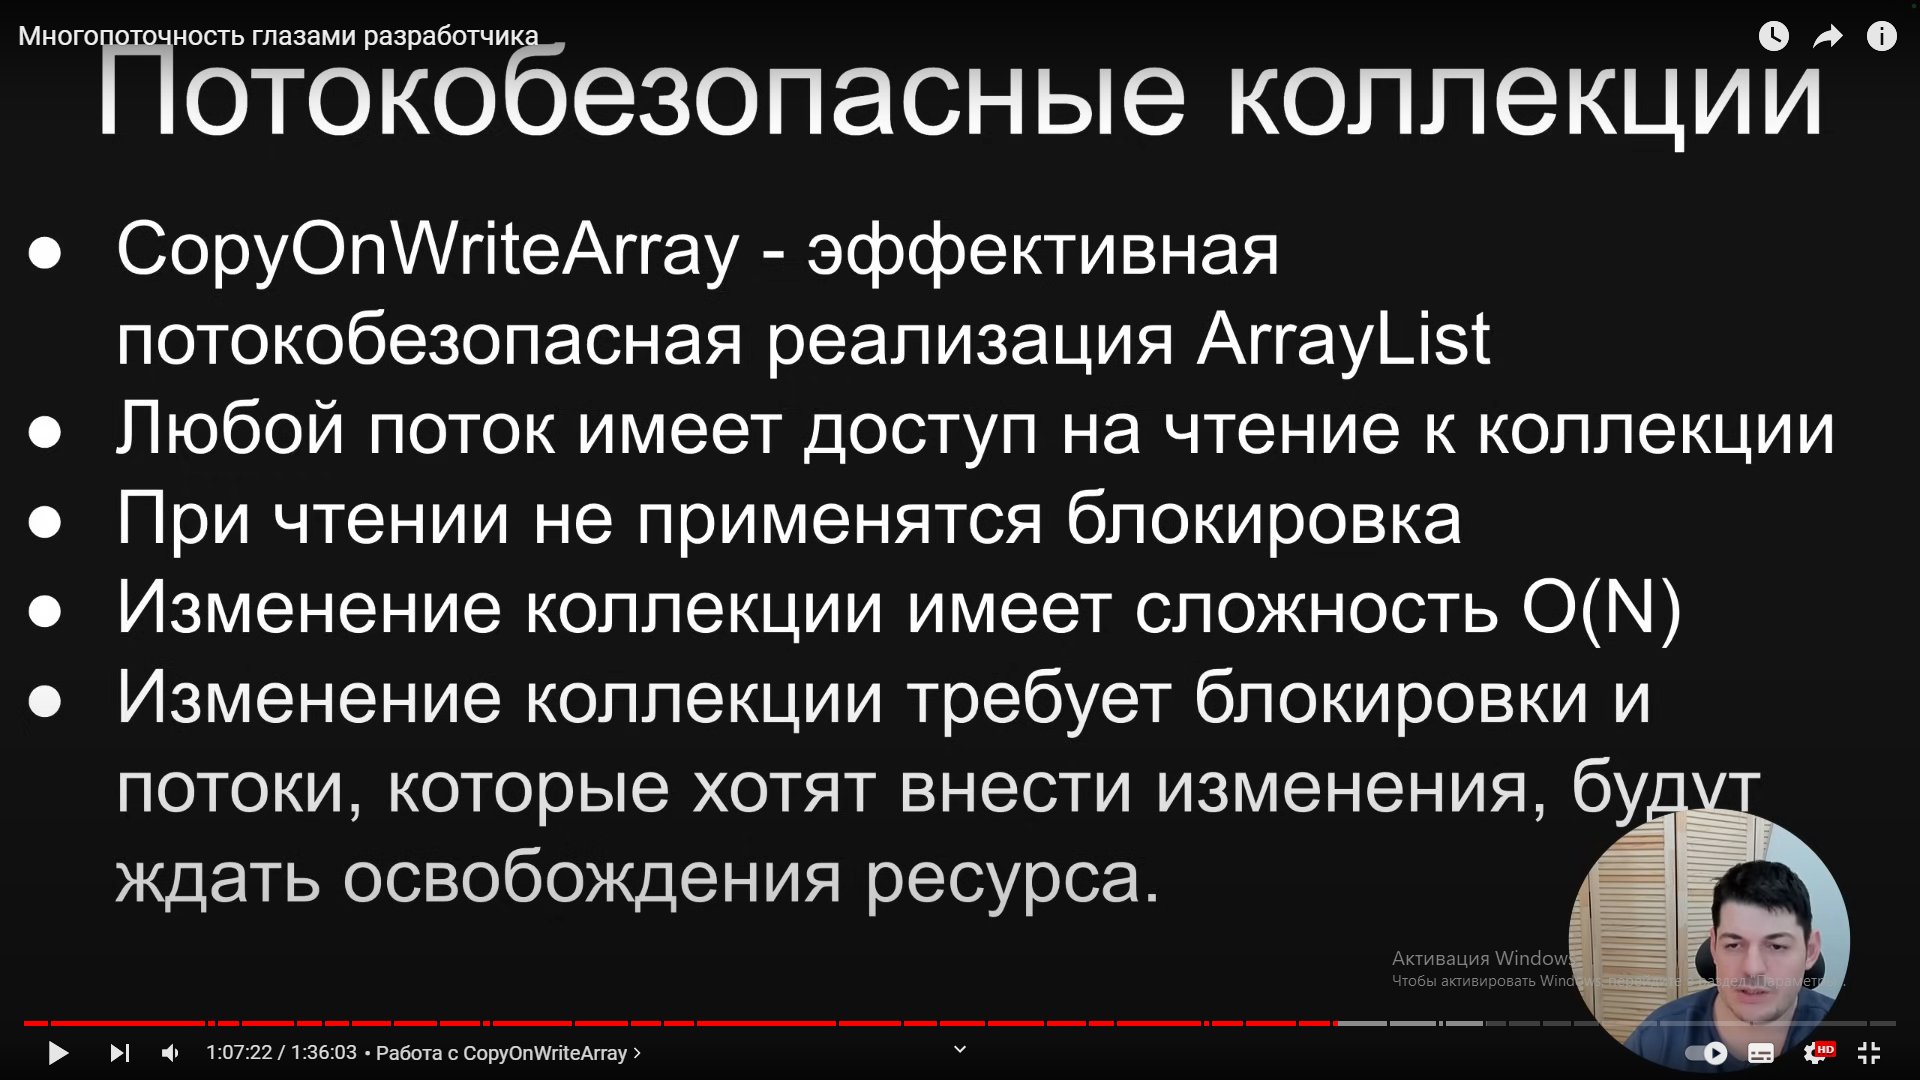 Многопоточность глазами разработчика
Потокобезопасные коллекции
● CopyOnWriteArray - эффективная
потокобезопасная реализация ArrayList
● Любой поток имеет доступ на чтение к коллекции
● При чтении не применятся блокировка
● Изменение коллекции имеет сложность O(N)
● Изменение коллекции требует блокировки и
потоки, которые хотят внести изменения, будут
ждать освобождения ресурса.
Активация Windows
Чтобы активировать Windows, перейдите в раздел "Параметры".
1:07:22 / 1:36:03 • Работа с CopyOnWriteArray
HD